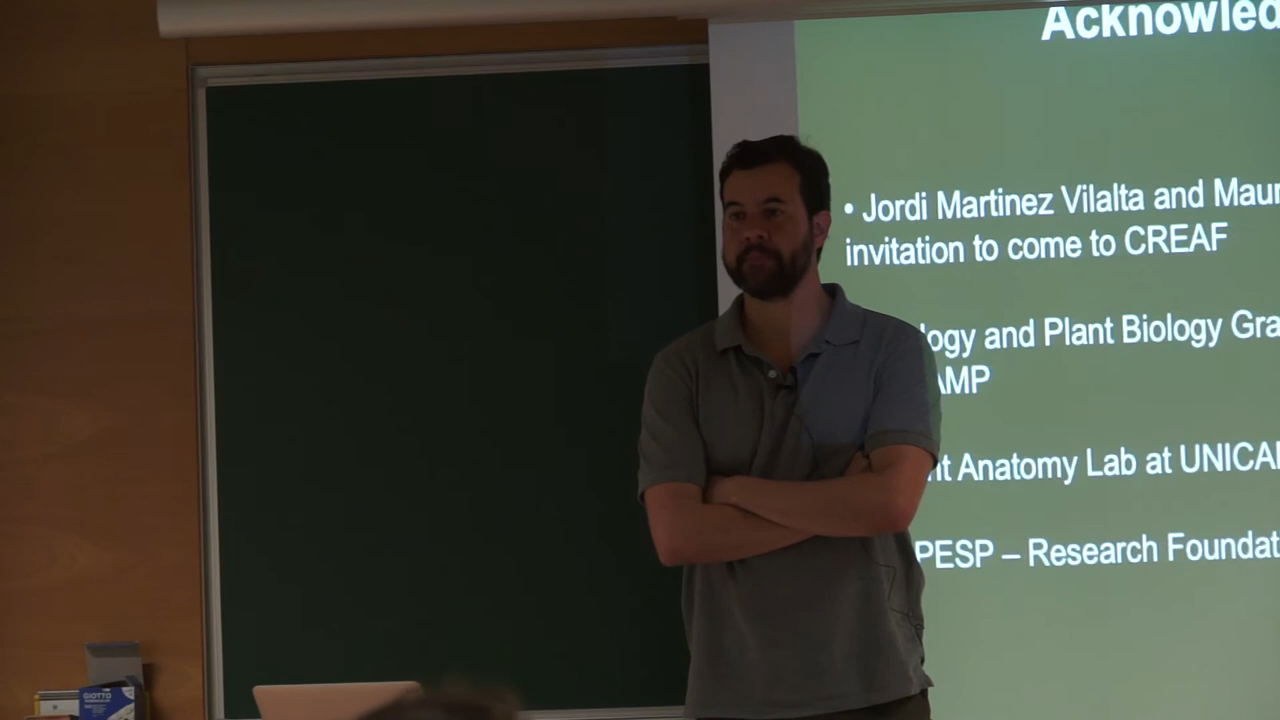 Acknowled
• Jordi Martinez Vilalta and Maur
invitation to come to CREAF
logy and Plant Biology Gra
AMP
nt Anatomy Lab at UNICA
PESP – Research Foundat
GIOTTO